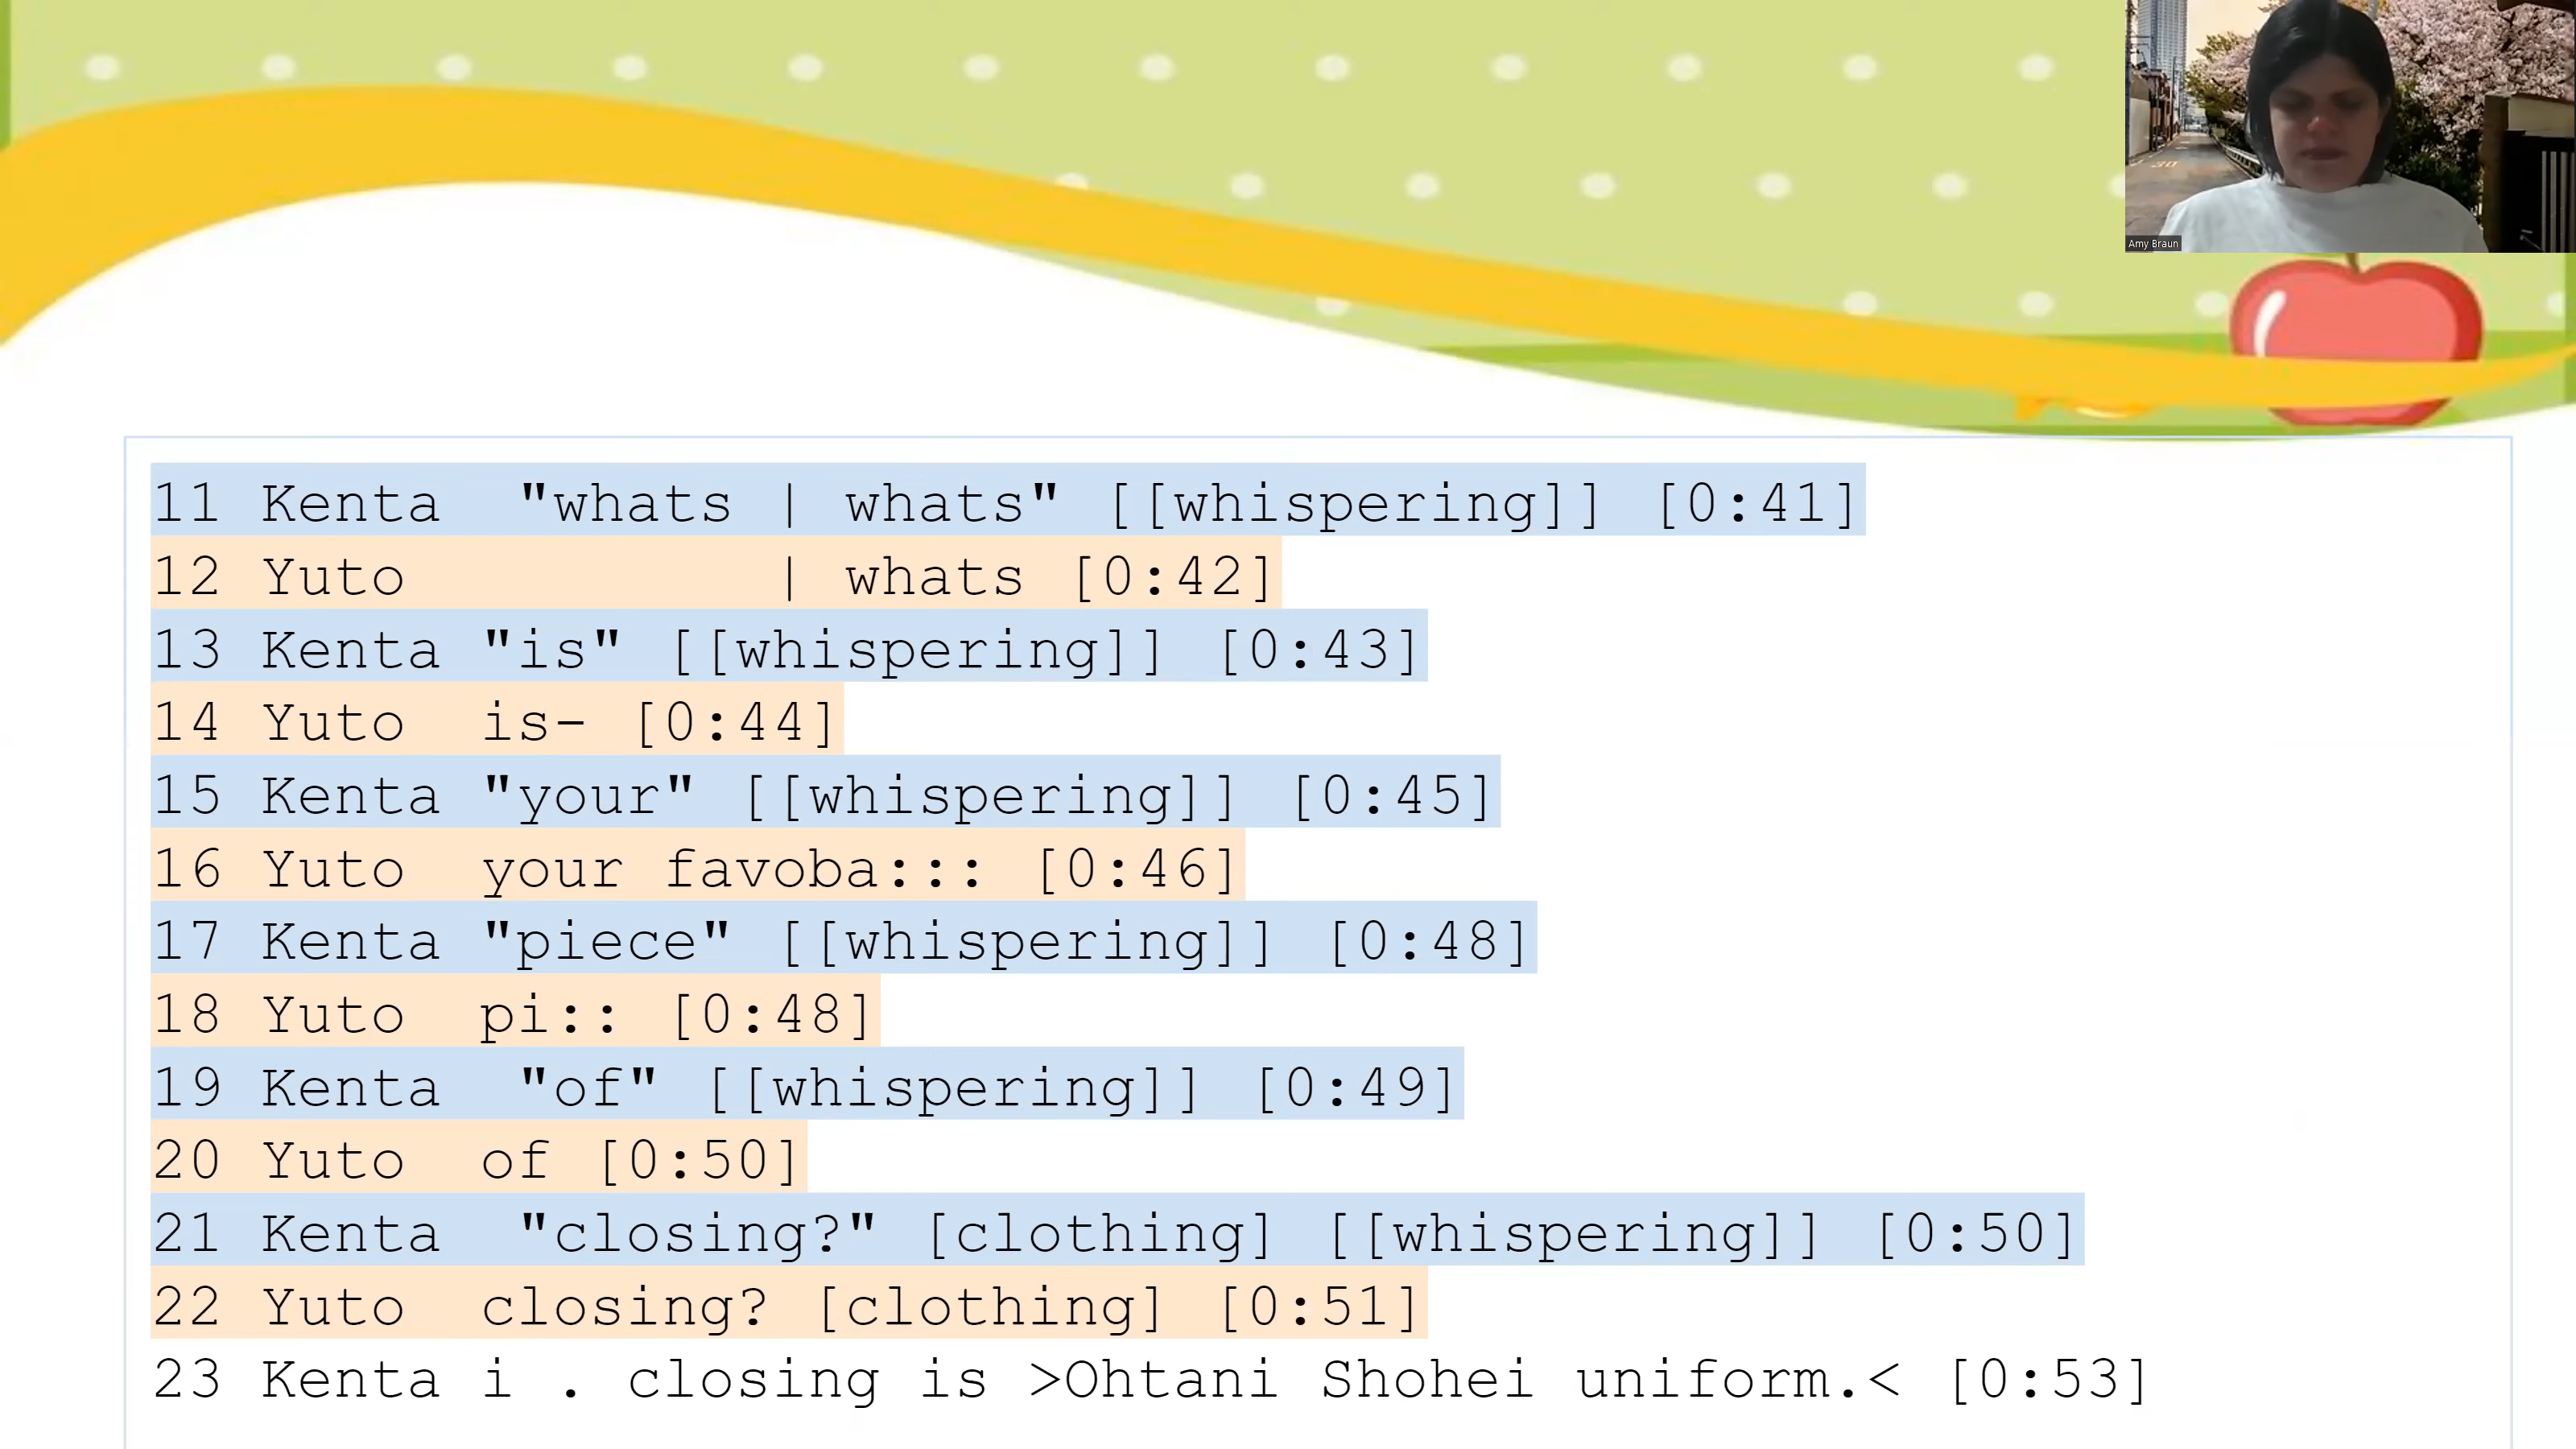 Amy Braun
11 Kenta "whats | whats" [[whispering]] [0:41]
12 Yuto | whats [0:42]
13 Kenta "is" [[whispering]] [0:43]
14 Yuto is- [0:44]
15 Kenta "your" [[whispering]] [0:45]
16 Yuto your favoba::: [0:46]
17 Kenta "piece" [[whispering]] [0:48]
18 Yuto pi:: [0:48]
19 Kenta "of" [[whispering]] [0:49]
20 Yuto of [0:50]
21 Kenta "closing?" [clothing] [[whispering]] [0:50]
22 Yuto closing? [clothing] [0:51]
23 Kenta i . closing is >Ohtani Shohei uniform.< [0:53]